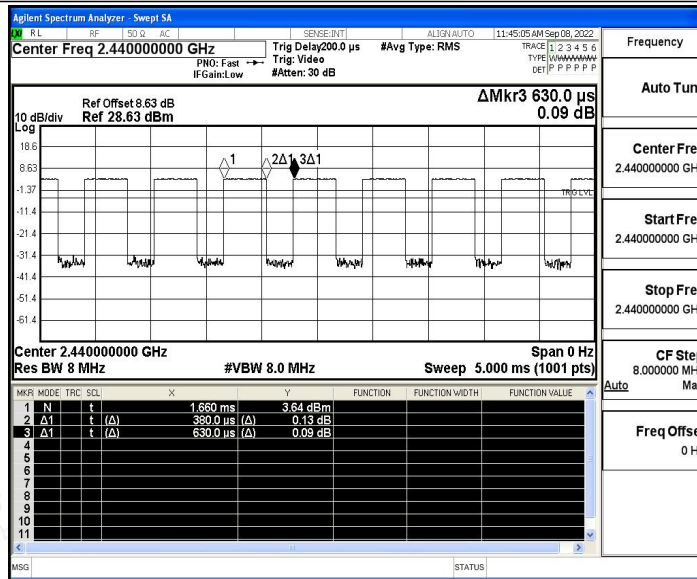 Agilent Spectrum Analyzer - Swept SA
LXI RL RF 50 Ω AC SENSE:INT ALIGN AUTO 11:45:05 AM Sep 08, 2022
Center Freq 2.440000000 GHz
PNO: Fast
IFGain:Low
Trig Delay200.0 µs
Trig: Video
#Atten: 30 dB
#Avg Type: RMS
TRACE 1 2 3 4 5 6
TYPE WWWWWW
DET P P P P P P
Ref Offset 8.63 dB
10 dB/div Ref 28.63 dBm
Log
ΔMkr3 630.0 µs
0.09 dB
18.6
8.63
-1.37
-11.4
-21.4
-31.4
-41.4
-51.4
-61.4
1 2Δ1 3Δ1
TRIG LVL
Center 2.440000000 GHz Span 0 Hz
Res BW 8 MHz #VBW 8.0 MHz Sweep 5.000 ms (1001 pts)
MKR MODE TRC SCL X Y FUNCTION FUNCTION WIDTH FUNCTION VALUE
1 N t 1.660 ms 3.64 dBm
2 Δ1 t (Δ) 380.0 µs (Δ) 0.13 dB
3 Δ1 t (Δ) 630.0 µs (Δ) 0.09 dB
4
5
6
7
8
9
10
11
MSG STATUS
Frequency
Auto Tun
Center Fre
2.440000000 GH
Start Fre
2.440000000 GH
Stop Fre
2.440000000 GH
CF Ste
8.000000 MH
Auto Ma
Freq Offse
0 H